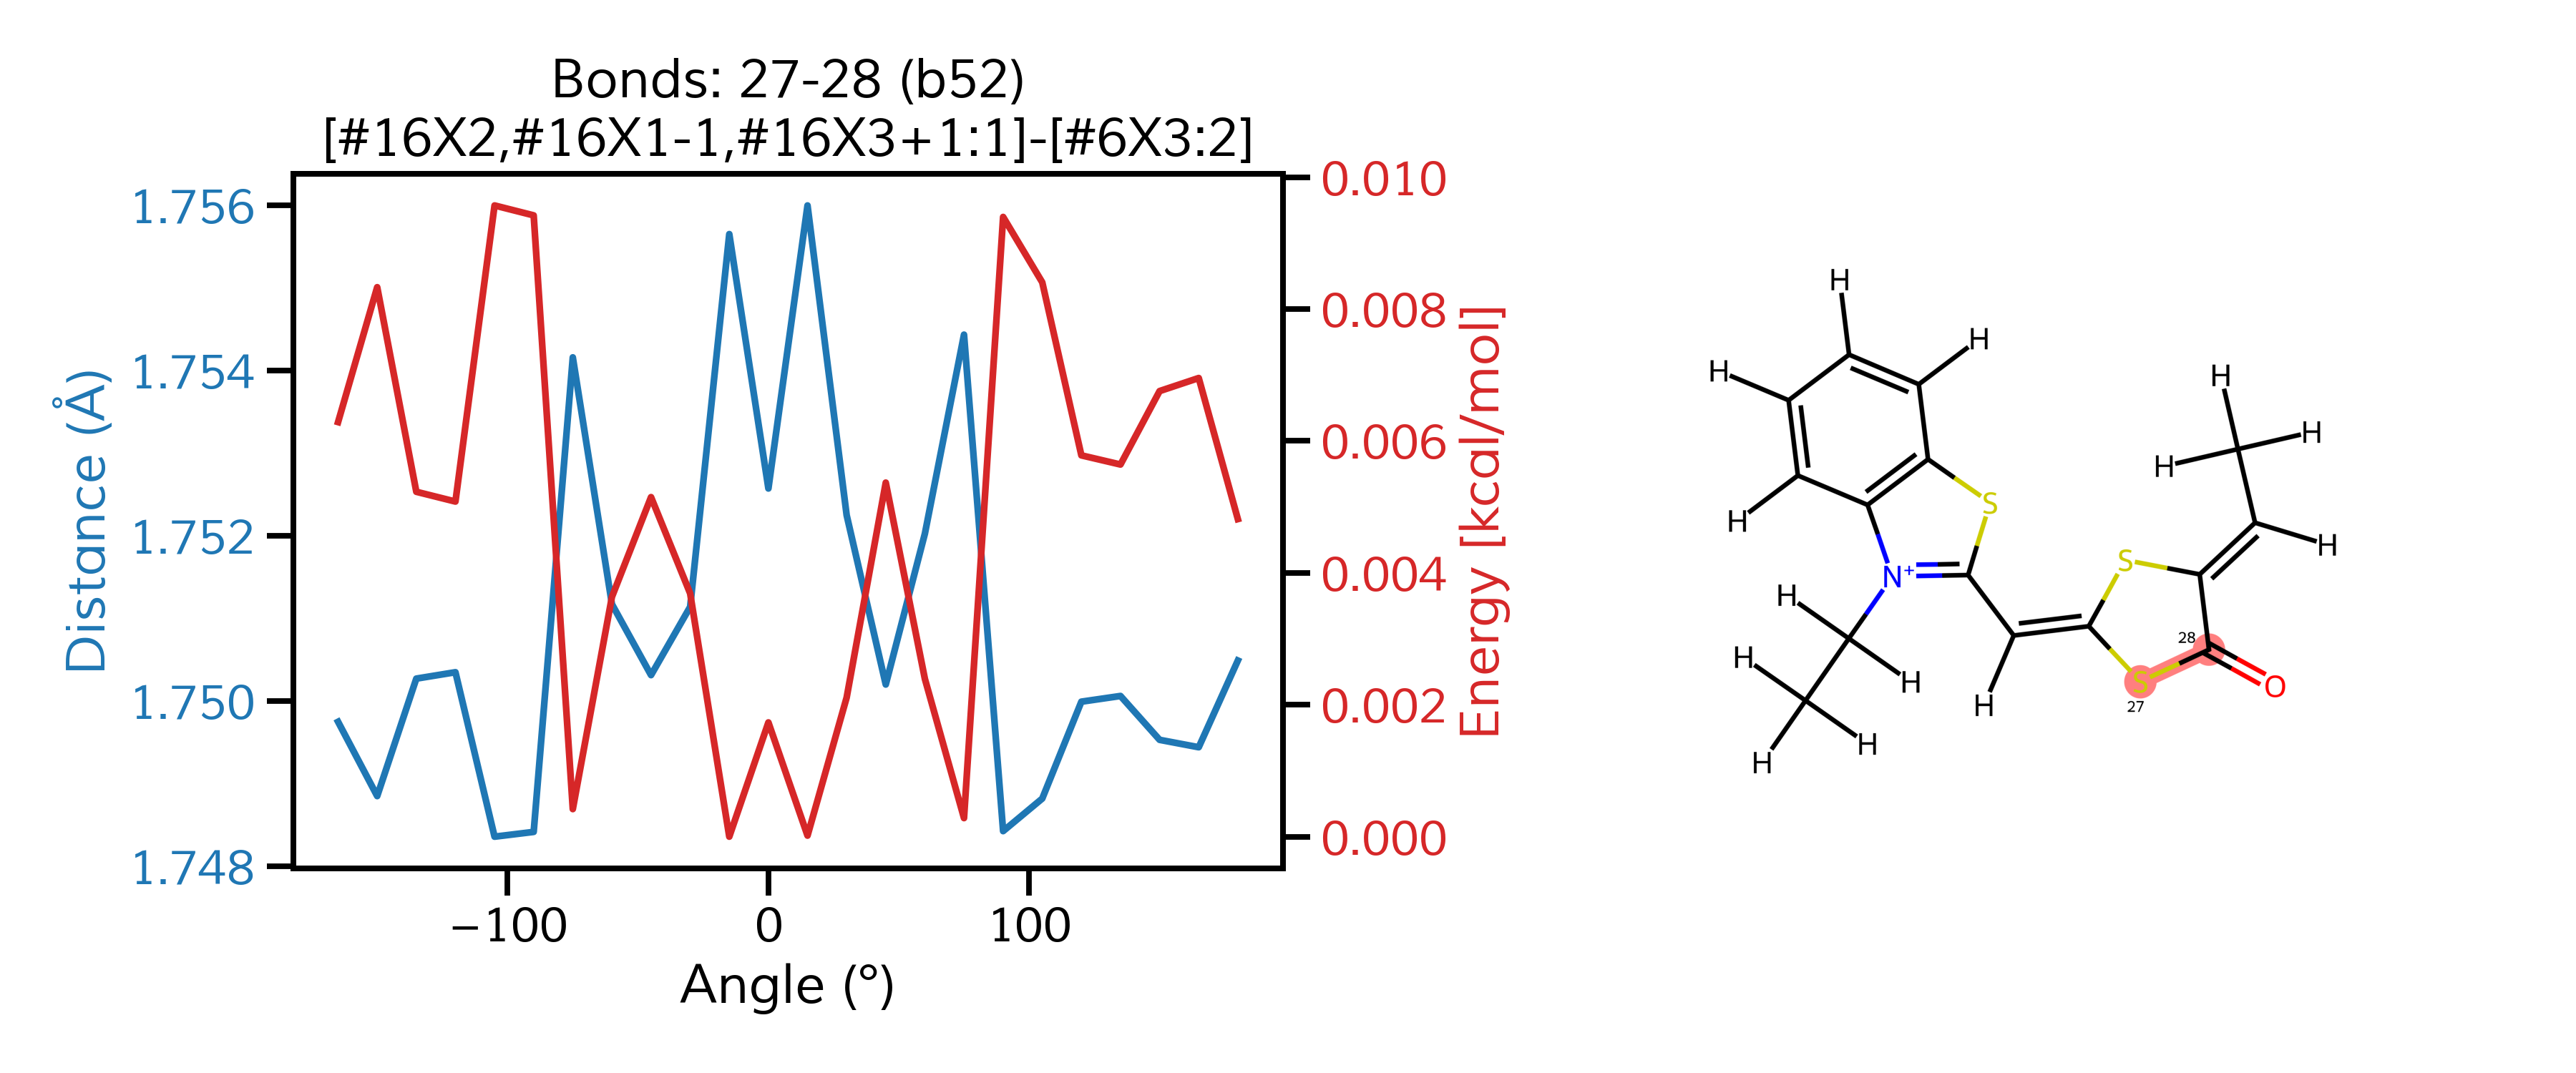 Bonds: 27-28 (b52)
[#16X2,#16X1-1,#16X3+1:1]-[#6X3:2]
Distance (Å)
1.756
1.754
1.752
1.750
1.748
0.010
0.008
0.006
0.004
0.002
0.000
Energy [kcal/mol]
−100
0
100
Angle (°)
H
H
H
H
S
N⁺
H
H
H
H
H
H
H
H
H
H
S
S
27
28
O